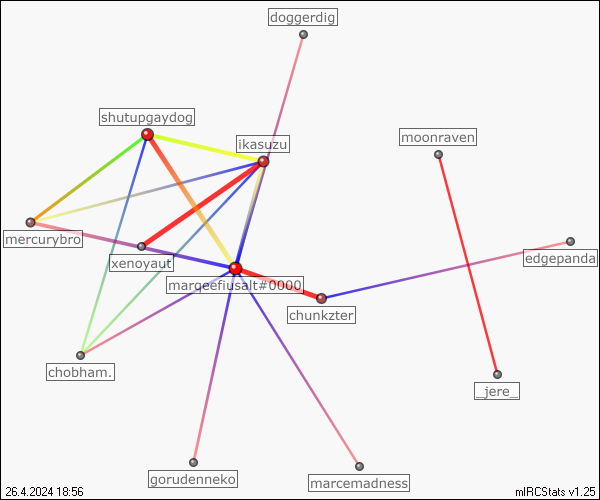 doggerdig
shutupgaydog
ikasuzu
moonraven
mercurybro
xenoyaut
edgepanda
marqeefiusalt#0000
chunkzter
chobham.
_jere_
gorudenneko
marcemadness
26.4.2024 18:56
mIRCStats v1.25